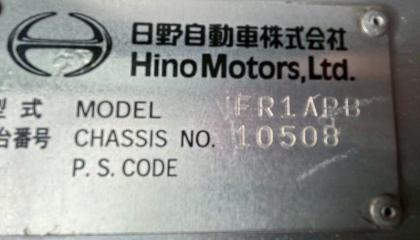 日野自動車株式会社
Hino Motors, Ltd.
型式 MODEL FR1APB
台番号 CHASSIS NO. 10508
P. S. CODE